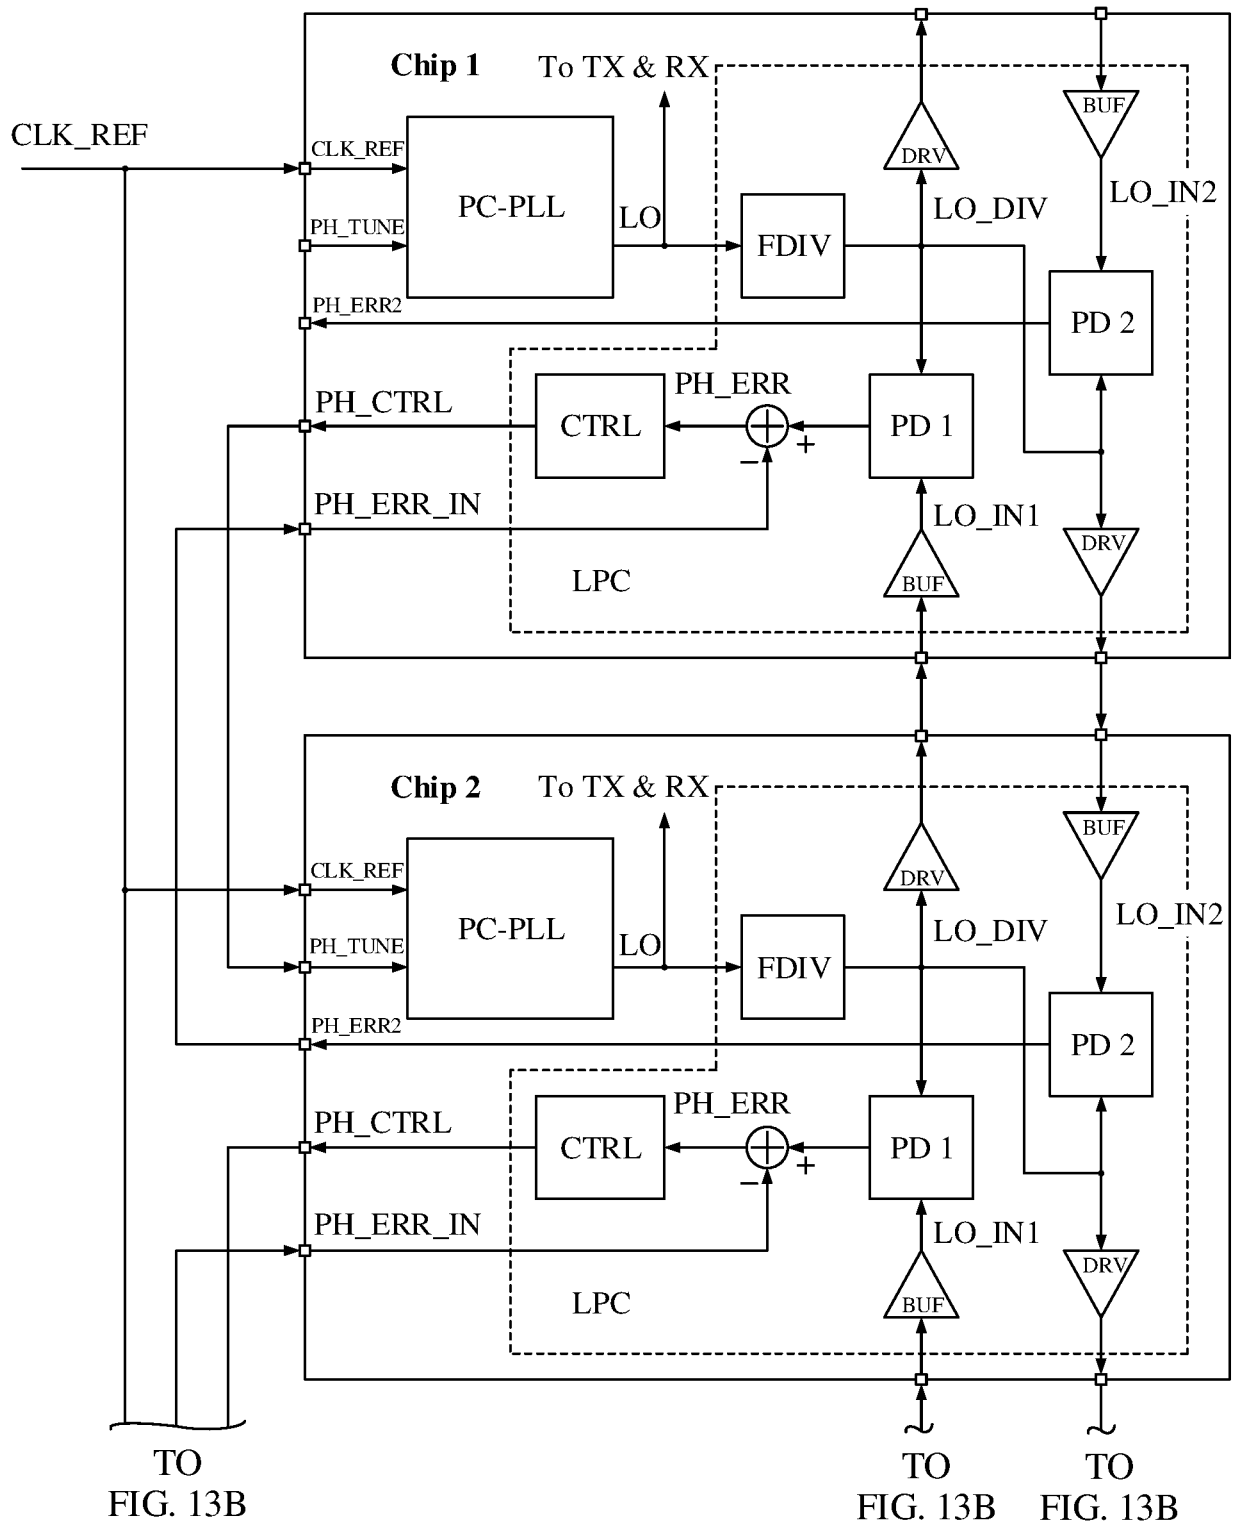 Chip 1
To TX & RX
BUF
CLK_REF
CLK_REF
DRV
PC-PLL
LO
LO_DIV
LO_IN2
PH_TUNE
FDIV
PH_ERR2
PD 2
PH_CTRL
CTRL
PH_ERR
+
−
PD 1
PH_ERR_IN
LO_IN1
DRV
LPC
BUF
Chip 2
To TX & RX
BUF
CLK_REF
DRV
PC-PLL
LO
LO_DIV
LO_IN2
PH_TUNE
FDIV
PH_ERR2
PD 2
PH_CTRL
CTRL
PH_ERR
+
−
PD 1
PH_ERR_IN
LO_IN1
DRV
LPC
BUF
TO
FIG. 13B
TO
FIG. 13B
TO
FIG. 13B